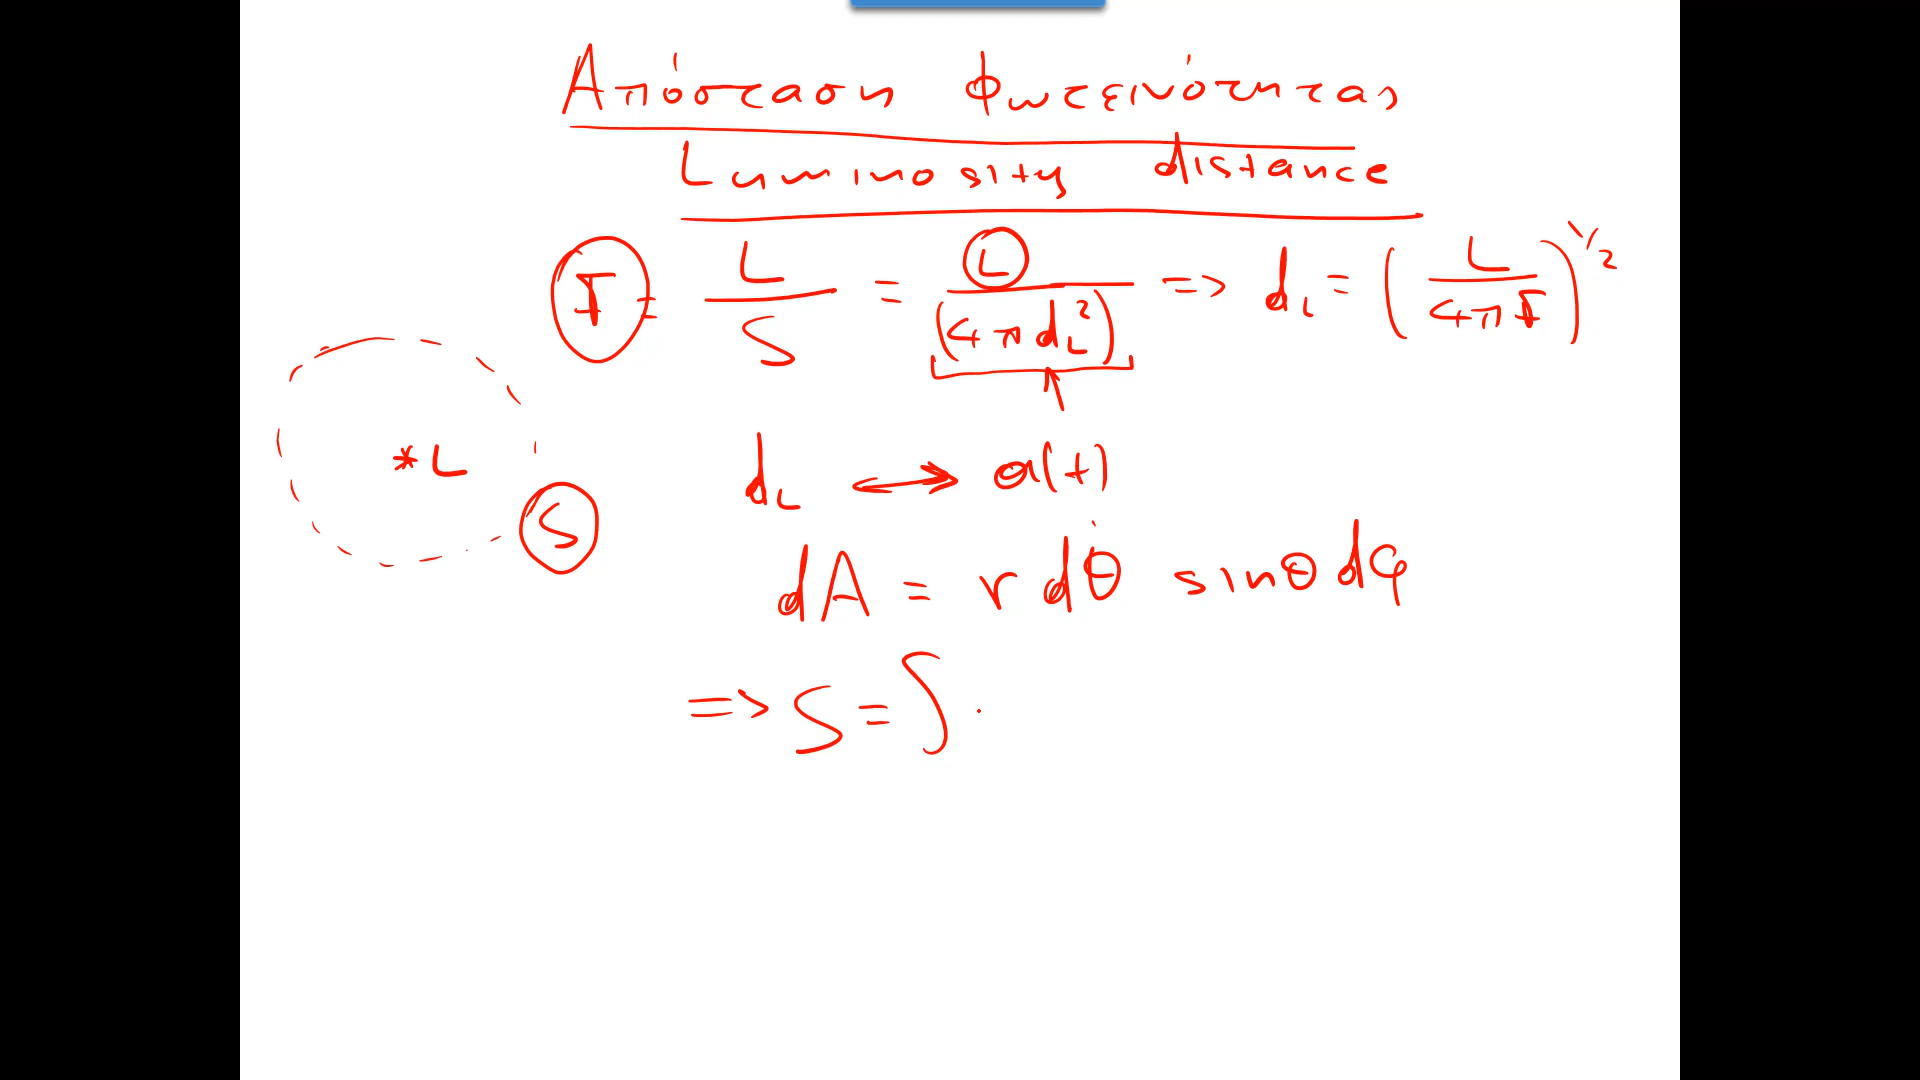 Απόσταση Φωτεινότητας
Luminosity distance
F = L/S = L/(4πd_L²) => d_L = (L/4πF)^1/2
* L
S
d_L ↔ a(t)
dA = r dθ sinθ dφ
=> S = ∫